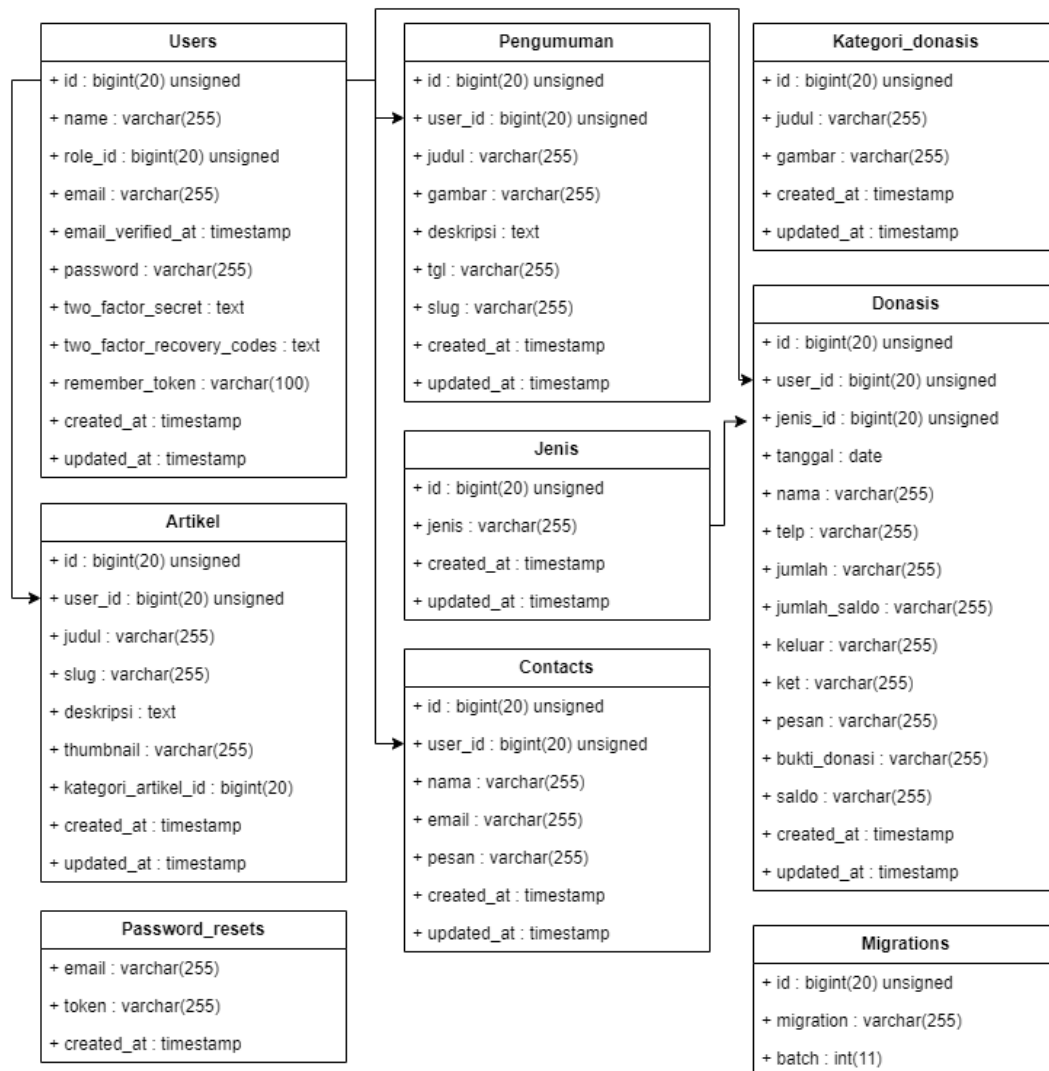 Users
+ id : bigint(20) unsigned
+ name : varchar(255)
+ role_id : bigint(20) unsigned
+ email : varchar(255)
+ email_verified_at : timestamp
+ password : varchar(255)
+ two_factor_secret : text
+ two_factor_recovery_codes : text
+ remember_token : varchar(100)
+ created_at : timestamp
+ updated_at : timestamp
Artikel
+ id : bigint(20) unsigned
+ user_id : bigint(20) unsigned
+ judul : varchar(255)
+ slug : varchar(255)
+ deskripsi : text
+ thumbnail : varchar(255)
+ kategori_artikel_id : bigint(20)
+ created_at : timestamp
+ updated_at : timestamp
Password_resets
+ email : varchar(255)
+ token : varchar(255)
+ created_at : timestamp
Pengumuman
+ id : bigint(20) unsigned
+ user_id : bigint(20) unsigned
+ judul : varchar(255)
+ gambar : varchar(255)
+ deskripsi : text
+ tgl : varchar(255)
+ slug : varchar(255)
+ created_at : timestamp
+ updated_at : timestamp
Jenis
+ id : bigint(20) unsigned
+ jenis : varchar(255)
+ created_at : timestamp
+ updated_at : timestamp
Contacts
+ id : bigint(20) unsigned
+ user_id : bigint(20) unsigned
+ nama : varchar(255)
+ email : varchar(255)
+ pesan : varchar(255)
+ created_at : timestamp
+ updated_at : timestamp
Kategori_donasis
+ id : bigint(20) unsigned
+ judul : varchar(255)
+ gambar : varchar(255)
+ created_at : timestamp
+ updated_at : timestamp
Donasis
+ id : bigint(20) unsigned
+ user_id : bigint(20) unsigned
+ jenis_id : bigint(20) unsigned
+ tanggal : date
+ nama : varchar(255)
+ telp : varchar(255)
+ jumlah : varchar(255)
+ jumlah_saldo : varchar(255)
+ keluar : varchar(255)
+ ket : varchar(255)
+ pesan : varchar(255)
+ bukti_donasi : varchar(255)
+ saldo : varchar(255)
+ created_at : timestamp
+ updated_at : timestamp
Migrations
+ id : bigint(20) unsigned
+ migration : varchar(255)
+ batch : int(11)